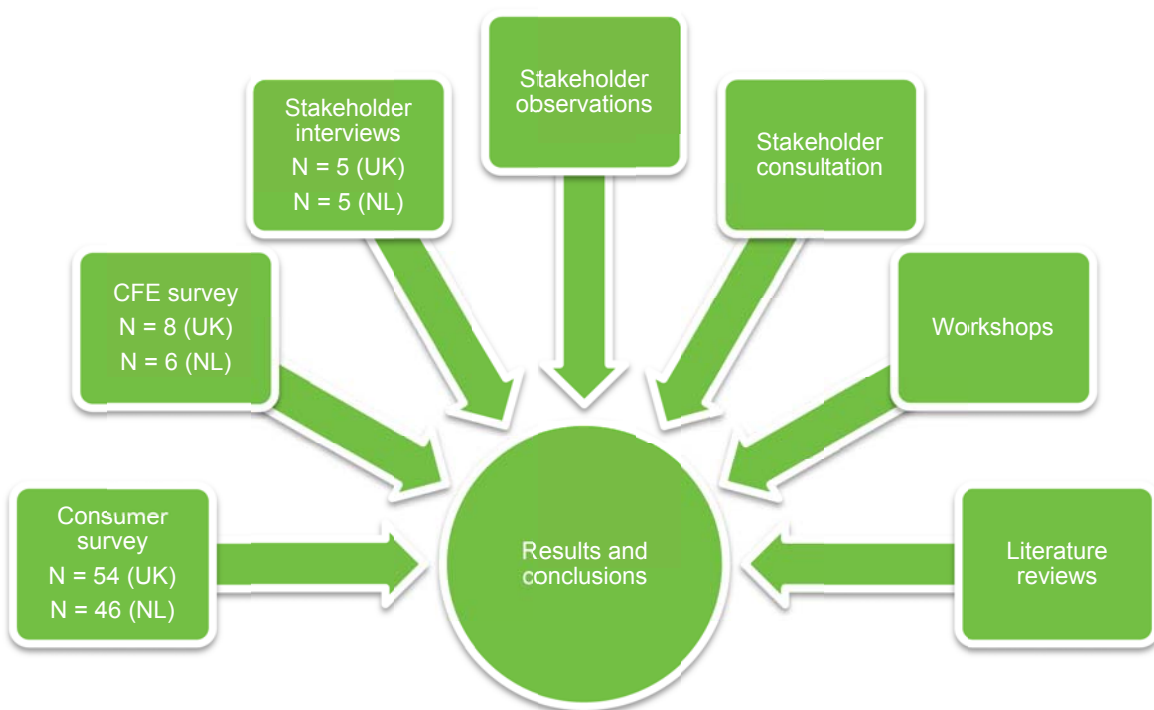 Stakeholder
observations
Stakeholder
interviews
N = 5 (UK)
N = 5 (NL)
Stakeholder
consultation
CFE survey
N = 8 (UK)
N = 6 (NL)
Workshops
Consumer
survey
N = 54 (UK)
N = 46 (NL)
Results and
conclusions
Literature
reviews